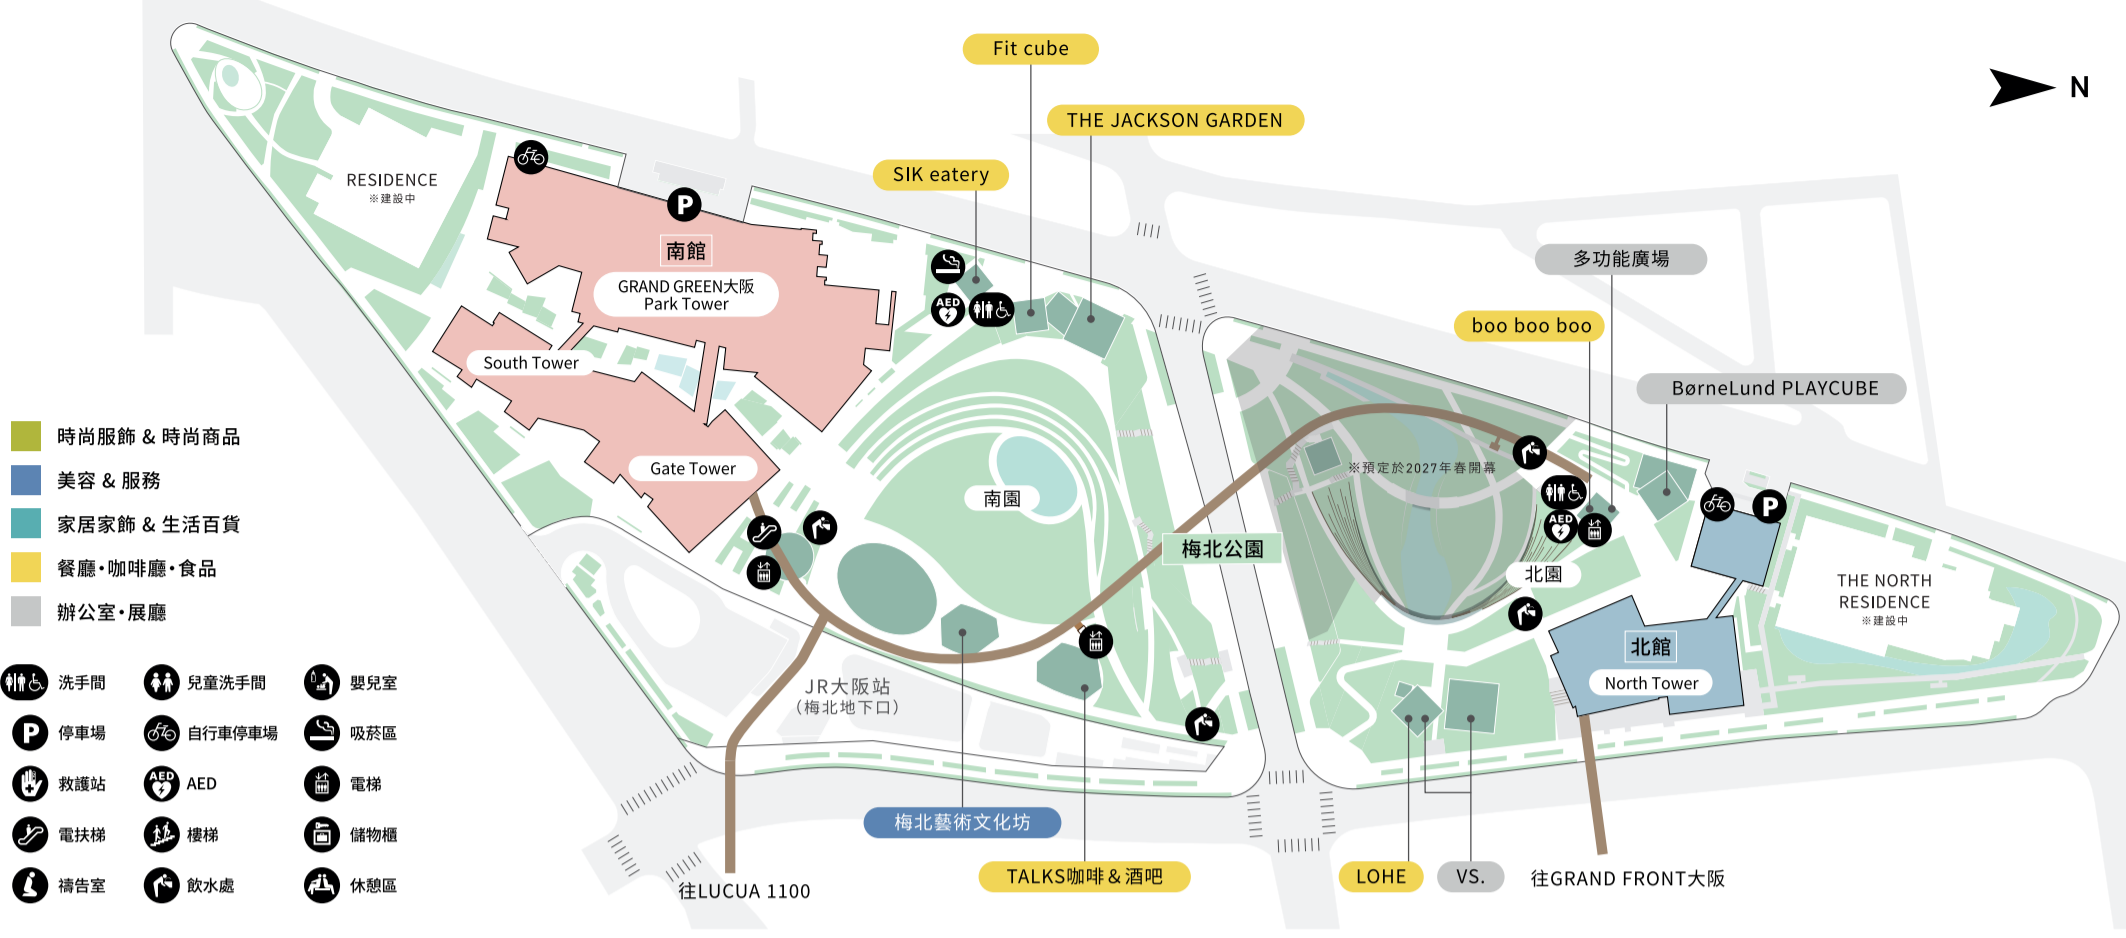 Fit cube
N
THE JACKSON GARDEN
SIK eatery
RESIDENCE
※建設中
P
南館
GRAND GREEN大阪
Park Tower
AED
South Tower
Gate Tower
多功能廣場
boo boo boo
BørneLund PLAYCUBE
※預定於2027年春開幕
南園
梅北公園
AED
北園
P
THE NORTH
RESIDENCE
※建設中
北館
North Tower
JR大阪站
（梅北地下口）
梅北藝術文化坊
TALKS咖啡＆酒吧
LOHE
VS.
往GRAND FRONT大阪
往LUCUA 1100
時尚服飾 & 時尚商品
美容 & 服務
家居家飾 & 生活百貨
餐廳･咖啡廳･食品
辦公室･展廳
洗手間
兒童洗手間
嬰兒室
P 停車場
自行車停車場
吸菸區
救護站
AED AED
電梯
電扶梯
樓梯
儲物櫃
禱告室
飲水處
休憩區